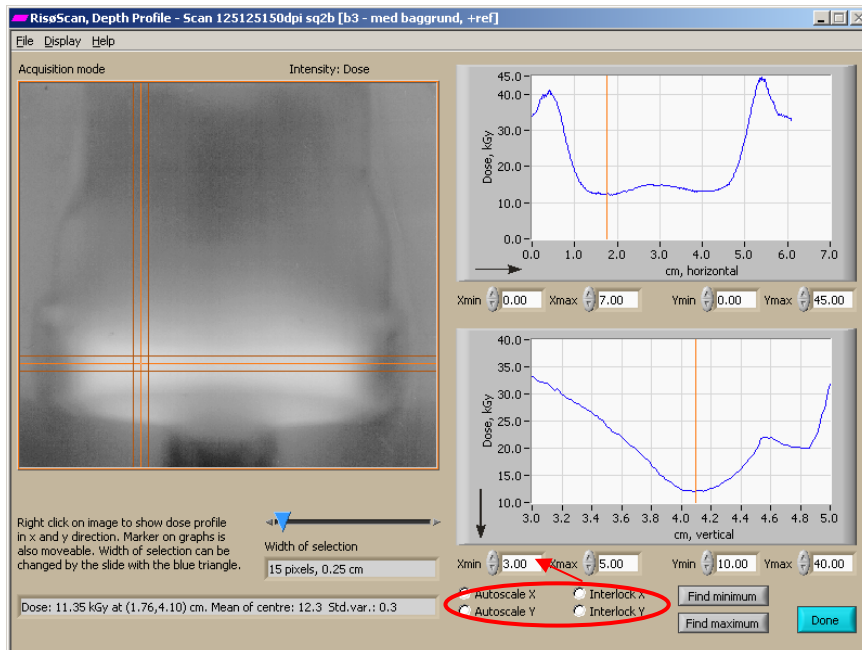 RisøScan, Depth Profile - Scan 125125150dpi sq2b [b3 - med baggrund, +ref]
File Display Help
Acquisition mode
Intensity: Dose
45.0
40.0
30.0
20.0
10.0
0.0
Dose, kGy
0.0 1.0 2.0 3.0 4.0 5.0 6.0 7.0
cm, horizontal
Xmin 0.00 Xmax 7.00 Ymin 0.00 Ymax 45.00
40.0
35.0
30.0
25.0
20.0
15.0
10.0
Dose, kGy
3.0 3.2 3.4 3.6 3.8 4.0 4.2 4.4 4.6 4.8 5.0
cm, vertical
Xmin 3.00 Xmax 5.00 Ymin 10.00 Ymax 40.00
Right click on image to show dose profile
in x and y direction. Marker on graphs is
also moveable. Width of selection can be
changed by the slide with the blue triangle.
Width of selection
15 pixels, 0.25 cm
Dose: 11.35 kGy at (1.76,4.10) cm. Mean of centre: 12.3 Std.var.: 0.3
Autoscale X Interlock X
Autoscale Y Interlock Y
Find minimum
Find maximum
Done